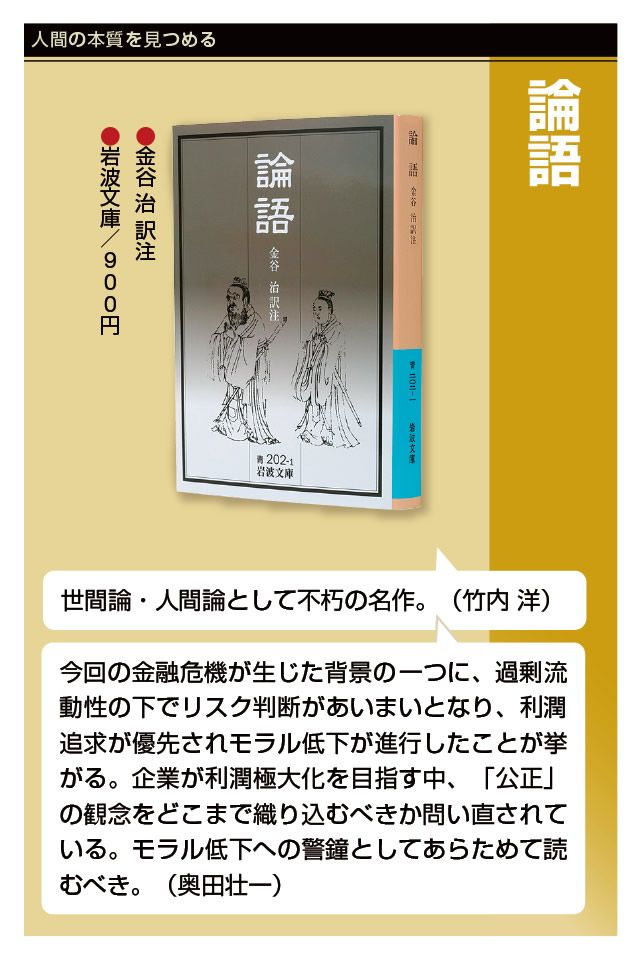 人間の本質を見つめる
論語
●金谷 治 訳注
●岩波文庫／９００円
論語
金谷 治 訳注
青 202-1
岩波文庫
論語 金谷 治 訳注
青二〇二-一 岩波文庫
世間論・人間論として不朽の名作。（竹内 洋）
今回の金融危機が生じた背景の一つに、過剰流
動性の下でリスク判断があいまいとなり、利潤
追求が優先されモラル低下が進行したことが挙
がる。企業が利潤極大化を目指す中、「公正」
の観念をどこまで織り込むべきか問い直されて
いる。モラル低下への警鐘としてあらためて読
むべき。（奥田壮一）